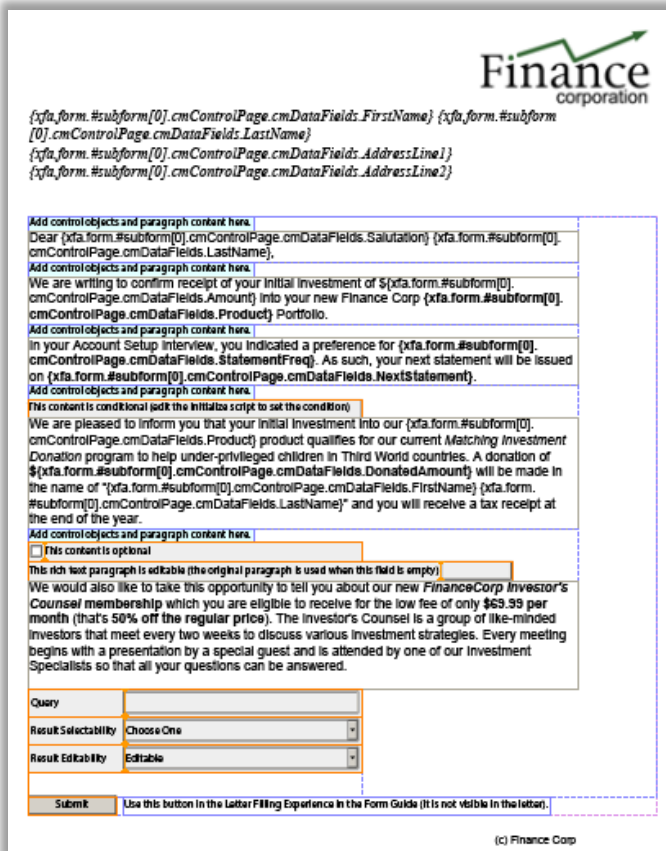 Finance
corporation
{xfa.form.#subform[0].cmControlPage.cmDataFields.FirstName} {xfa.form.#subform
[0].cmControlPage.cmDataFields.LastName}
{xfa.form.#subform[0].cmControlPage.cmDataFields.AddressLine1}
{xfa.form.#subform[0].cmControlPage.cmDataFields.AddressLine2}
Add control objects and paragraph content here.
Dear {xfa.form.#subform[0].cmControlPage.cmDataFields.Salutation} {xfa.form.#subform[0].
cmControlPage.cmDataFields.LastName},
Add control objects and paragraph content here.
We are writing to confirm receipt of your initial investment of ${xfa.form.#subform[0].
cmControlPage.cmDataFields.Amount} into your new Finance Corp {xfa.form.#subform[0].
cmControlPage.cmDataFields.Product} Portfolio.
Add control objects and paragraph content here.
In your Account Setup Interview, you indicated a preference for {xfa.form.#subform[0].
cmControlPage.cmDataFields.StatementFreq}. As such, your next statement will be issued
on {xfa.form.#subform[0].cmControlPage.cmDataFields.NextStatement}.
Add control objects and paragraph content here.
This content is conditional (edit the initialize script to set the condition)
We are pleased to inform you that your initial investment into our {xfa.form.#subform[0].
cmControlPage.cmDataFields.Product} product qualifies for our current Matching Investment
Donation program to help under-privileged children in Third World countries. A donation of
${xfa.form.#subform[0].cmControlPage.cmDataFields.DonatedAmount} will be made in
the name of "{xfa.form.#subform[0].cmControlPage.cmDataFields.FirstName} {xfa.form.
#subform[0].cmControlPage.cmDataFields.LastName}" and you will receive a tax receipt at
the end of the year.
Add control objects and paragraph content here.
This content is optional
This rich text paragraph is editable (the original paragraph is used when this field is empty)
We would also like to take this opportunity to tell you about our new FinanceCorp Investor's
Counsel membership which you are eligible to receive for the low fee of only $69.99 per
month (that's 50% off the regular price). The Investor's Counsel is a group of like-minded
investors that meet every two weeks to discuss various investment strategies. Every meeting
begins with a presentation by a special guest and is attended by one of our Investment
Specialists so that all your questions can be answered.
Query
Result Selectability Choose One
Result Editability Editable
Submit Use this button in the Letter Filling Experience in the Form Guide (it is not visible in the letter).
(c) Finance Corp